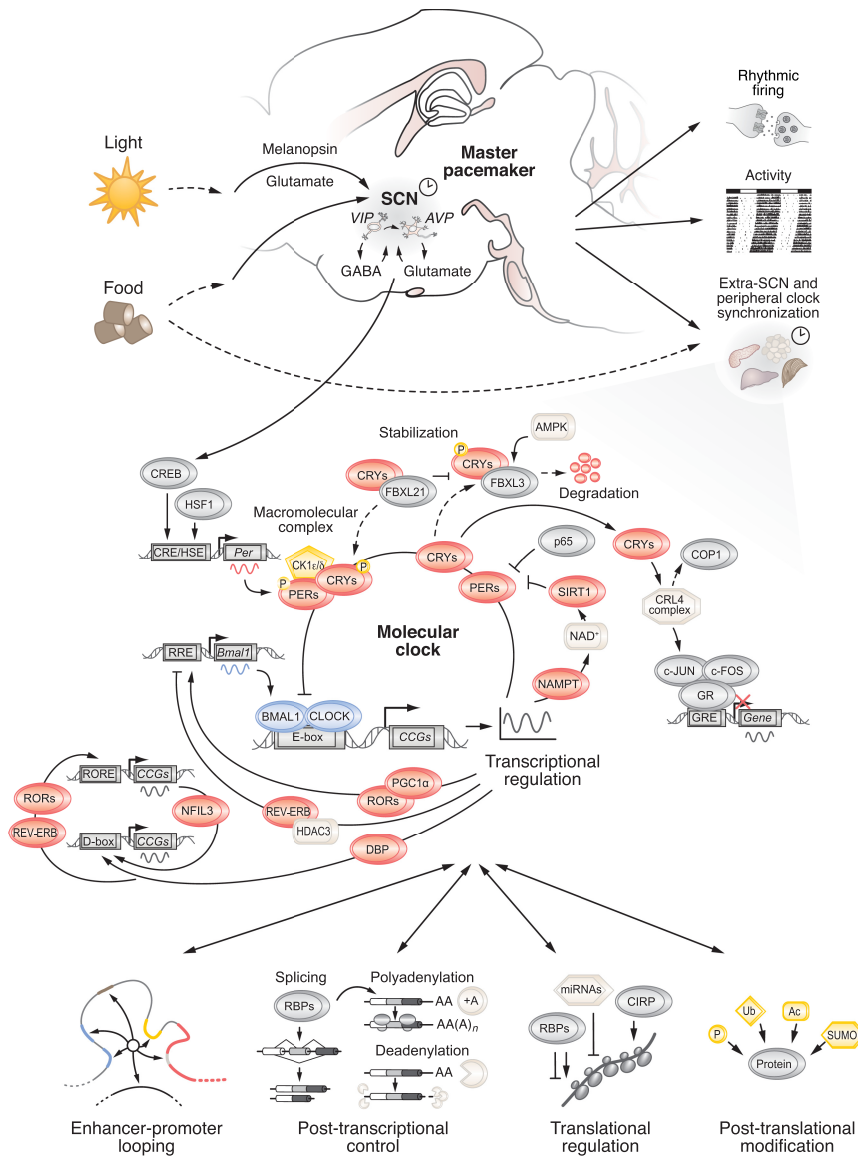 Rhythmic
firing
Light
Melanopsin
Glutamate
Master
pacemaker
SCN
VIP
AVP
GABA
Glutamate
Activity
Food
Extra-SCN and
peripheral clock
synchronization
Stabilization
AMPK
P
CRYs
CRYs
FBXL21
FBXL3
Degradation
CREB
HSF1
CRE/HSE
Per
Macromolecular
complex
CK1ε/δ
P
P
CRYs
PERs
CRYs
PERs
p65
CRYs
COP1
SIRT1
CRL4
complex
NAD+
NAMPT
Molecular
clock
RRE
Bmal1
BMAL1
CLOCK
E-box
CCGs
c-JUN
c-FOS
GR
GRE
Gene
Transcriptional
regulation
RORE
CCGs
RORs
NFIL3
REV-ERB
D-box
CCGs
PGC1α
RORs
REV-ERB
HDAC3
DBP
Splicing
RBPs
Polyadenylation
AA
+A
AA(A)n
Deadenylation
AA
miRNAs
RBPs
CIRP
Ub
Ac
P
SUMO
Protein
Enhancer-promoter
looping
Post-transcriptional
control
Translational
regulation
Post-translational
modification